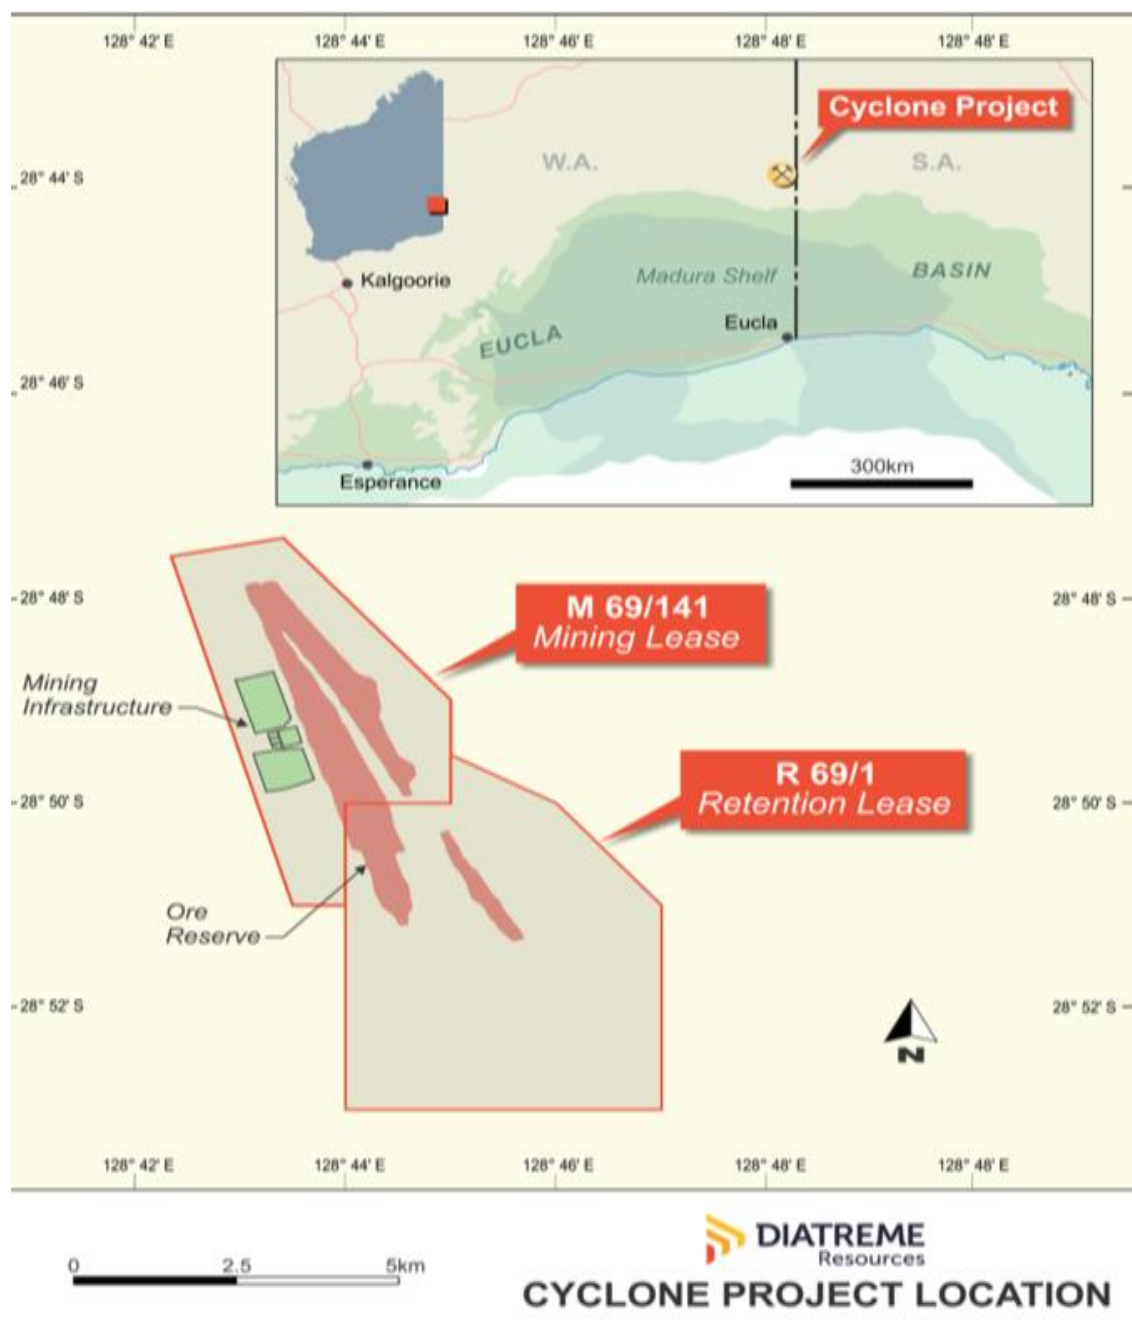 128° 42' E 128° 44' E 128° 46' E 128° 48' E 128° 48' E
Cyclone Project
W.A. S.A.
28° 44' S
Kalgoorie
Madura Shelf
BASIN
Eucla
EUCLA
28° 46' S
300km
Esperance
28° 48' S 28° 48' S
M 69/141
Mining Lease
Mining
Infrastructure
R 69/1
Retention Lease
28° 50' S 28° 50' S
Ore
Reserve
28° 52' S 28° 52' S
N
128° 42' E 128° 44' E 128° 46' E 128° 48' E 128° 48' E
DIATREME
Resources
0 2.5 5km
CYCLONE PROJECT LOCATION